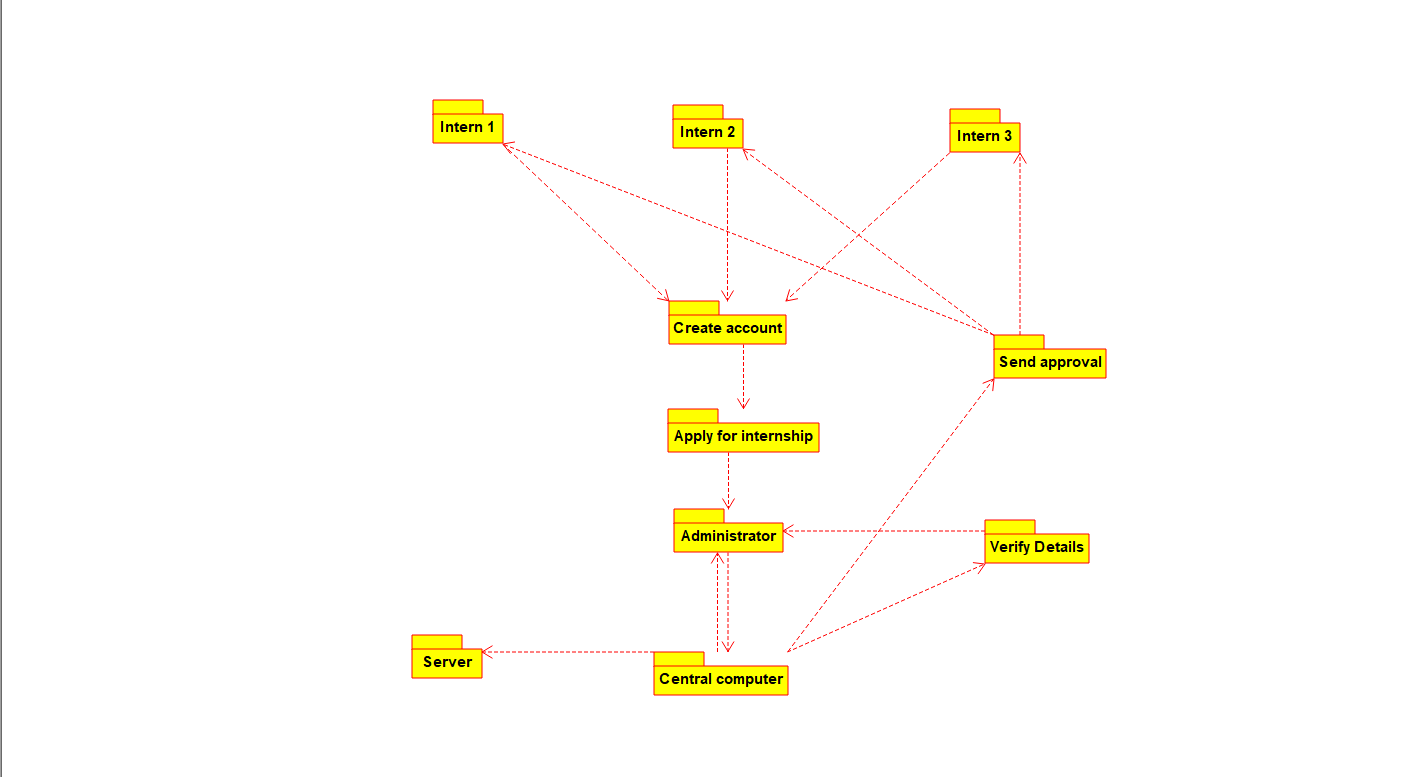 Intern 1
Intern 2
Intern 3
Create account
Send approval
Apply for internship
Administrator
Verify Details
Server
Central computer